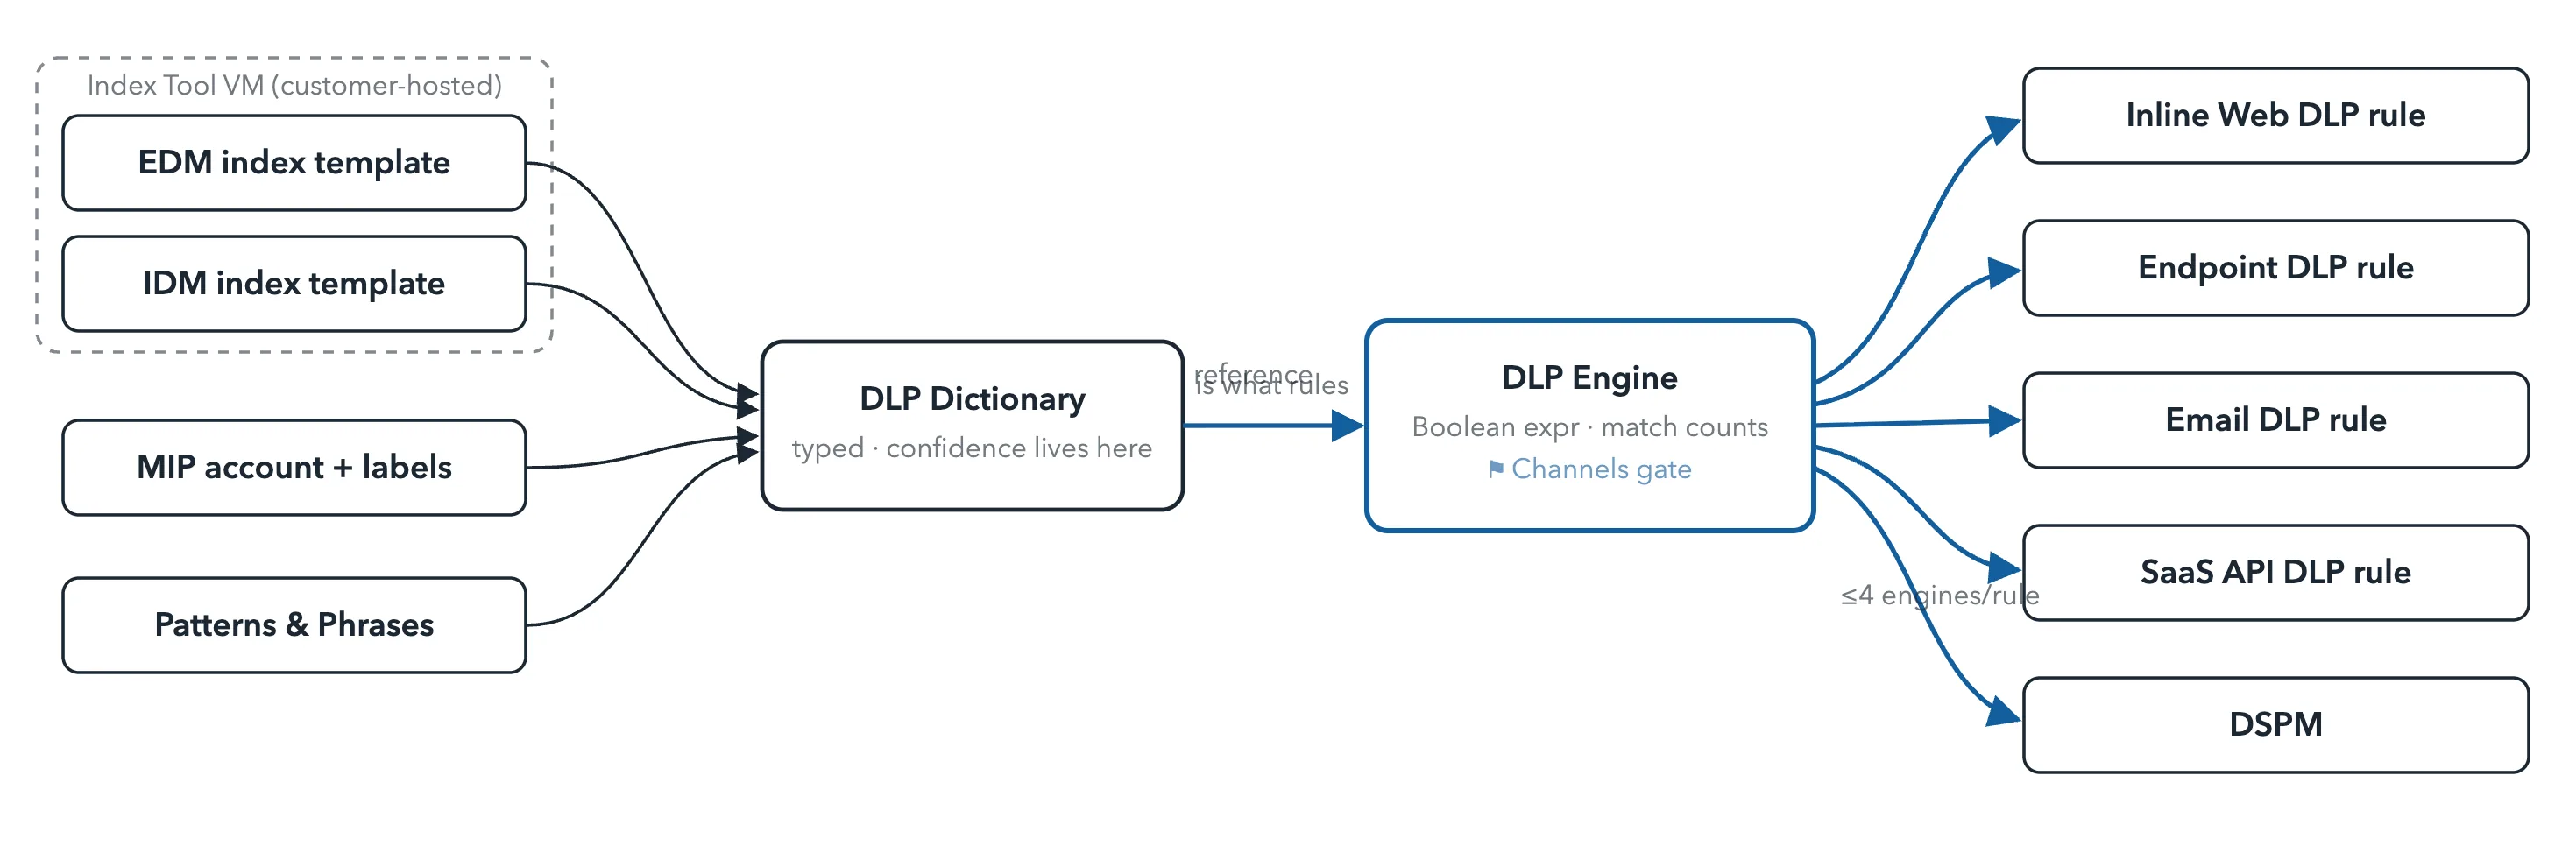 Index Tool VM (customer-hosted)
EDM index template
IDM index template
MIP account + labels
Patterns & Phrases
DLP Dictionary
typed · confidence lives here
is what rules
reference
DLP Engine
Boolean expr · match counts
⚑ Channels gate
≤4 engines/rule
Inline Web DLP rule
Endpoint DLP rule
Email DLP rule
SaaS API DLP rule
DSPM